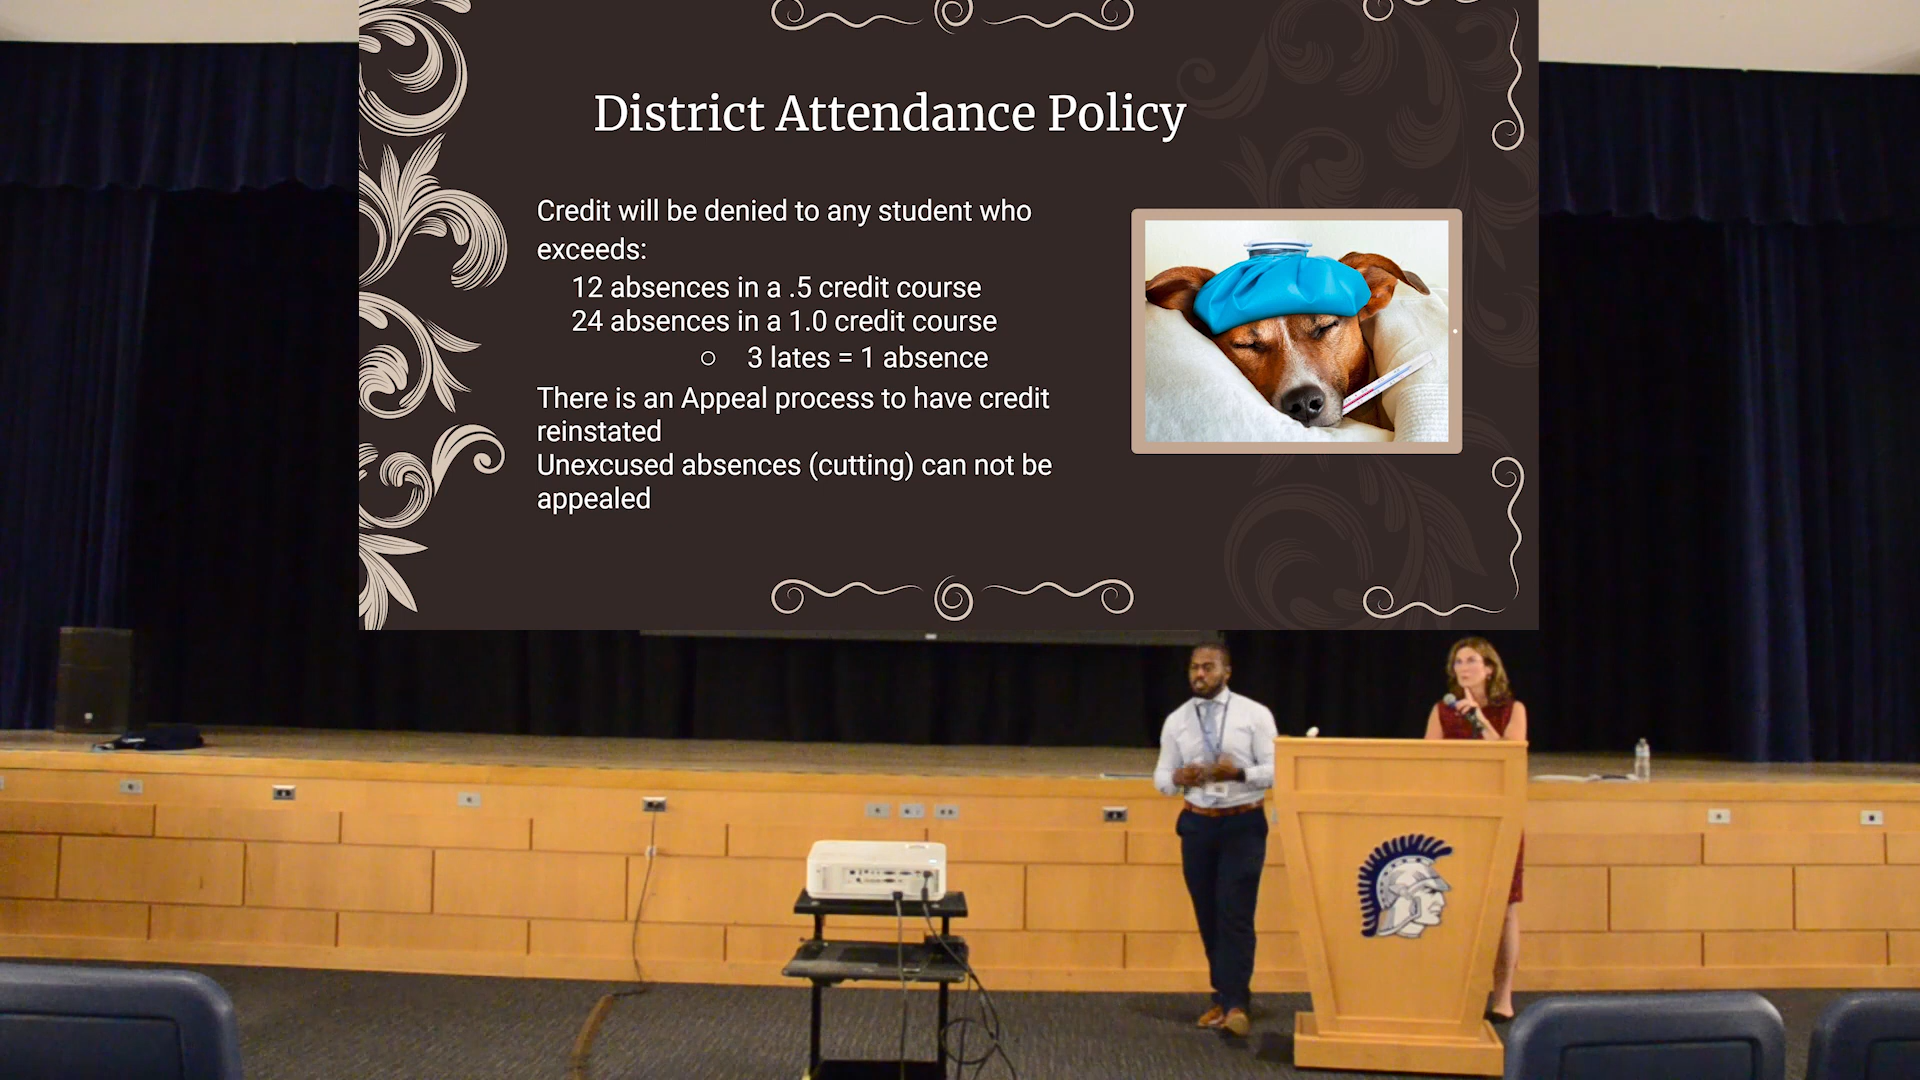 District Attendance Policy
Credit will be denied to any student who
exceeds:
12 absences in a .5 credit course
24 absences in a 1.0 credit course
○ 3 lates = 1 absence
There is an Appeal process to have credit
reinstated
Unexcused absences (cutting) can not be
appealed